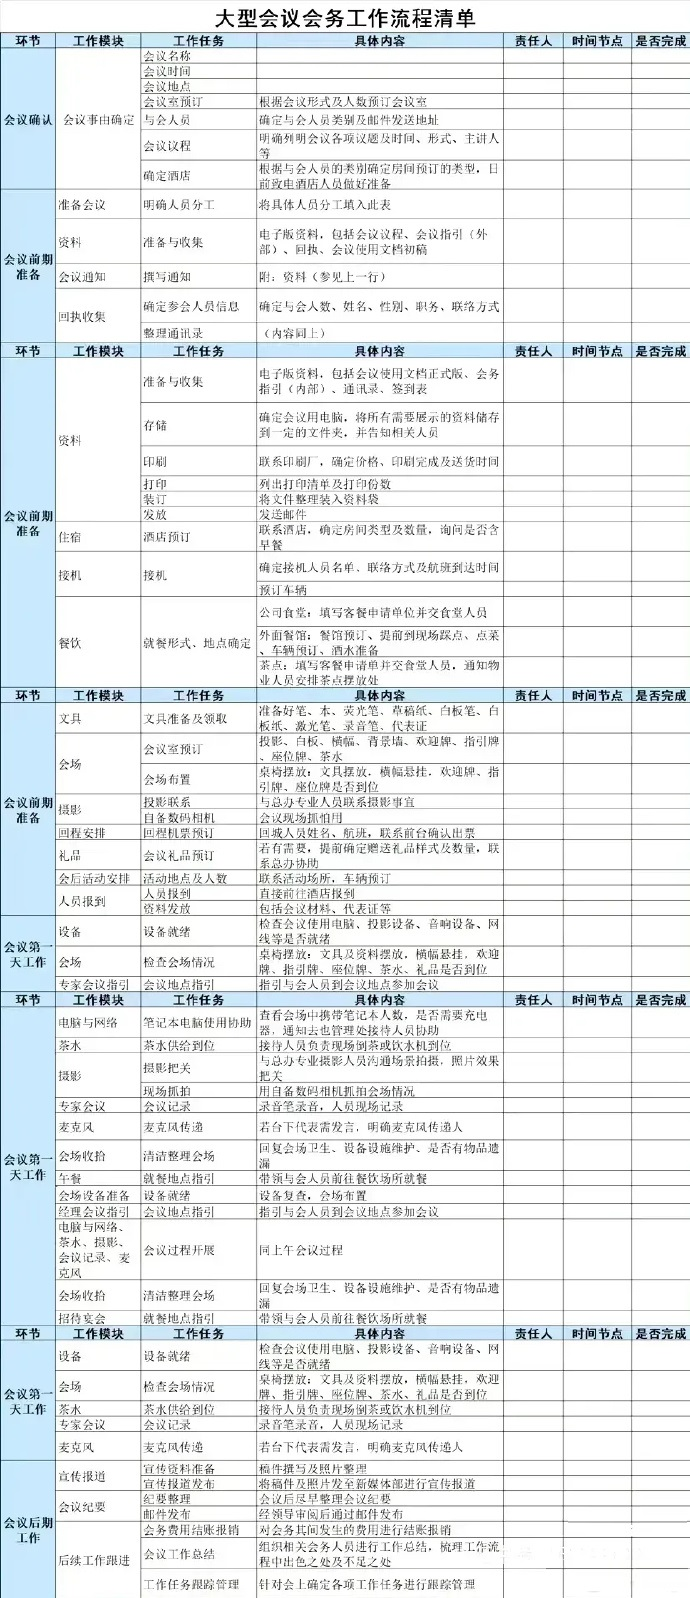 大型会议会务工作流程清单
环节 工作模块 工作任务 具体内容 责任人 时间节点 是否完成
会议确认 会议事由确定 会议名称
会议时间
会议地点
会议室预订 根据会议形式及人数预订会议室
与会人员 确定与会人员类别及邮件发送地址
会议议程 明确列明会议各项议题及时间、形式、主讲人
等
确定酒店 根据与会人员的类别确定房间预订的类型，日
前致电酒店人员做好准备
会议前期
准备
准备会议 明确人员分工 将具体人员分工填入此表
资料 准备与收集 电子版资料，包括会议议程、会议指引（外
部）、回执、会议使用文档初稿
会议通知 撰写通知 附：资料（参见上一行）
回执收集 确定参会人员信息 确定与会人数、姓名、性别、职务、联络方式
整理通讯录 （内容同上）
环节 工作模块 工作任务 具体内容 责任人 时间节点 是否完成
会议前期
准备
资料 准备与收集 电子版资料，包括会议使用文档正式版、会务
指引（内部）、通讯录、签到表
存储 确定会议用电脑，将所有需要展示的资料储存
到一定的文件夹，并告知相关人员
印刷 联系印刷厂，确定价格、印刷完成及送货时间
打印 列出打印清单及打印份数
装订 将文件整理装入资料袋
发放 发送邮件
住宿 酒店预订 联系酒店，确定房间类型及数量，询问是否含
早餐
接机 接机 确定接机人员名单、联络方式及航班到达时间
预订车辆
餐饮 就餐形式、地点确定 公司食堂：填写客餐申请单位并交食堂人员
外面餐馆：餐馆预订、提前到现场踩点、点菜
、车辆预订、酒水准备
茶点：填写客餐申请单并交食堂人员，通知物
业人员安排茶点摆放处
环节 工作模块 工作任务 具体内容 责任人 时间节点 是否完成
会议前期
准备
文具 文具准备及领取 准备好笔、本、荧光笔、草稿纸、白板笔、白
板纸、激光笔、录音笔、代表证
会场 会议室预订 投影、白板、横幅、背景墙、欢迎牌、指引牌
、座位牌、茶水
会场布置 桌椅摆放：文具摆放，横幅悬挂，欢迎牌、指
引牌、座位牌是否到位
摄影 投影联系 与总办专业人员联系摄影事宜
自备数码相机 会议现场抓怕用
回程安排 回程机票预订 回城人员姓名、航班，联系前台确认出票
礼品 会议礼品预订 若有需要，提前确定赠送礼品样式及数量，联
系总办协助
会后活动安排 活动地点及人数 联系活动场所，车辆预订
人员报到 人员报到 直接前往酒店报到
资料发放 包括会议材料、代表证等
会议第一
天工作
设备 设备就绪 检查会议使用电脑、投影设备、音响设备、网
线等是否就绪
会场 检查会场情况 桌椅摆放：文具及资料摆放，横幅悬挂，欢迎
牌、指引牌、座位牌、茶水、礼品是否到位
专家会议指引 会议地点指引 指引与会人员到会议地点参加会议
环节 工作模块 工作任务 具体内容 责任人 时间节点 是否完成
会议第一
天工作
电脑与网络 笔记本电脑使用协助 查看会场中携带笔记本人数，是否需要充电
器，通知去也管理处接待人员协助
茶水 茶水供给到位 接待人员负责现场倒茶或饮水机到位
摄影 摄影把关 与总办专业摄影人员沟通场景拍摄，照片效果
把关
现场抓拍 用自备数码相机抓拍会场情况
专家会议 会议记录 录音笔录音，人员现场记录
麦克风 麦克风传递 若台下代表需发言，明确麦克风传递人
会场收拾 清洁整理会场 回复会场卫生、设备设施维护、是否有物品遗
漏
午餐 就餐地点指引 带领与会人员前往餐饮场所就餐
会场设备准备 设备就绪 设备复查，会场布置
经理会议指引 会议地点指引 指引与会人员到会议地点参加会议
电脑与网络、
茶水、摄影、
会议记录、麦
克风
会议过程开展 同上午会议过程
会场收拾 清洁整理会场 回复会场卫生、设备设施维护、是否有物品遗
漏
招待宴会 就餐地点指引 带领与会人员前往餐饮场所就餐
环节 工作模块 工作任务 具体内容 责任人 时间节点 是否完成
会议第一
天工作
设备 设备就绪 检查会议使用电脑、投影设备、音响设备、网
线等是否就绪
会场 检查会场情况 桌椅摆放：文具及资料摆放，横幅悬挂，欢迎
牌、指引牌、座位牌、茶水、礼品是否到位
茶水 茶水供给到位 接待人员负责现场倒茶或饮水机到位
专家会议 会议记录 录音笔录音，人员现场记录
麦克风 麦克风传递 若台下代表需发言，明确麦克风传递人
会议后期
工作
宣传报道 宣传资料准备 稿件撰写及照片整理
宣传报道发布 将稿件及照片发至新媒体部进行宣传报道
会议纪要 纪要整理 会议后尽早整理会议纪要
邮件发布 经领导审阅后通过邮件发布
后续工作跟进 会务费用结账报销 对会务其间发生的费用进行结账报销
会议工作总结 组织相关会务人员进行工作总结，梳理工作流
程中出色之处及不足之处
工作任务跟踪管理 针对会上确定各项工作任务进行跟踪管理